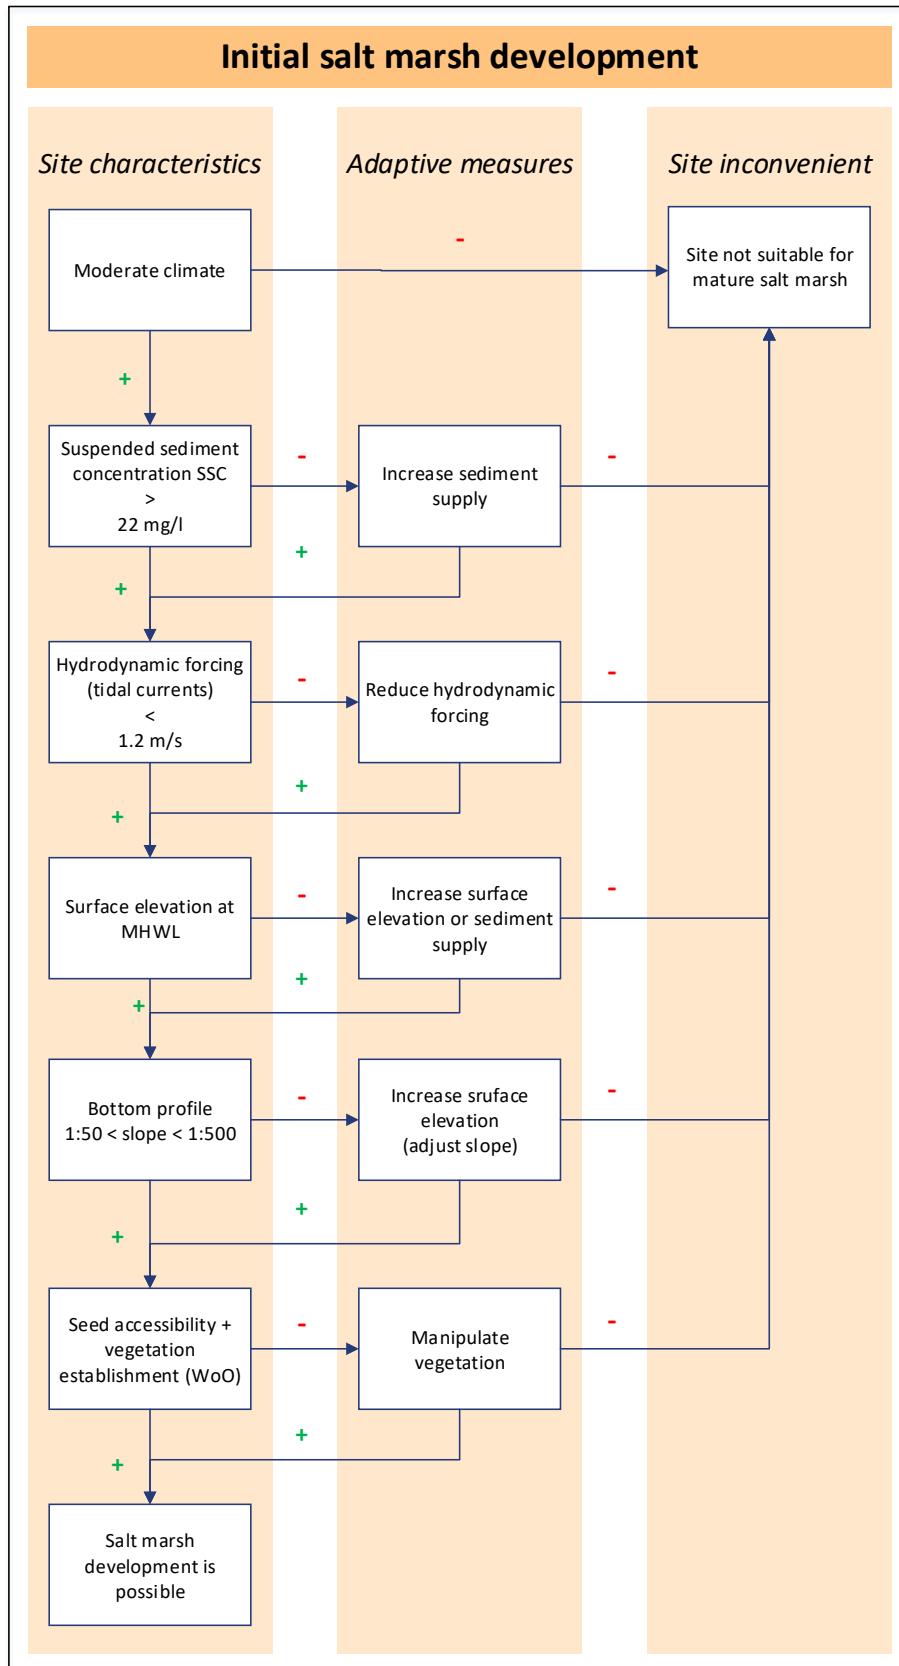 Initial salt marsh development
Site characteristics
Adaptive measures
Site inconvenient
Moderate climate
-
Site not suitable for
mature salt marsh
+
Suspended sediment
concentration SSC
>
22 mg/l
-
Increase sediment
supply
-
+
+
Hydrodynamic forcing
(tidal currents)
<
1.2 m/s
-
Reduce hydrodynamic
forcing
-
+
+
Surface elevation at
MHWL
-
Increase surface
elevation or sediment
supply
-
+
+
Bottom profile
1:50 < slope < 1:500
-
Increase sruface
elevation
(adjust slope)
-
+
+
Seed accessibility +
vegetation
establishment (WoO)
-
Manipulate
vegetation
-
+
+
Salt marsh
development is
possible